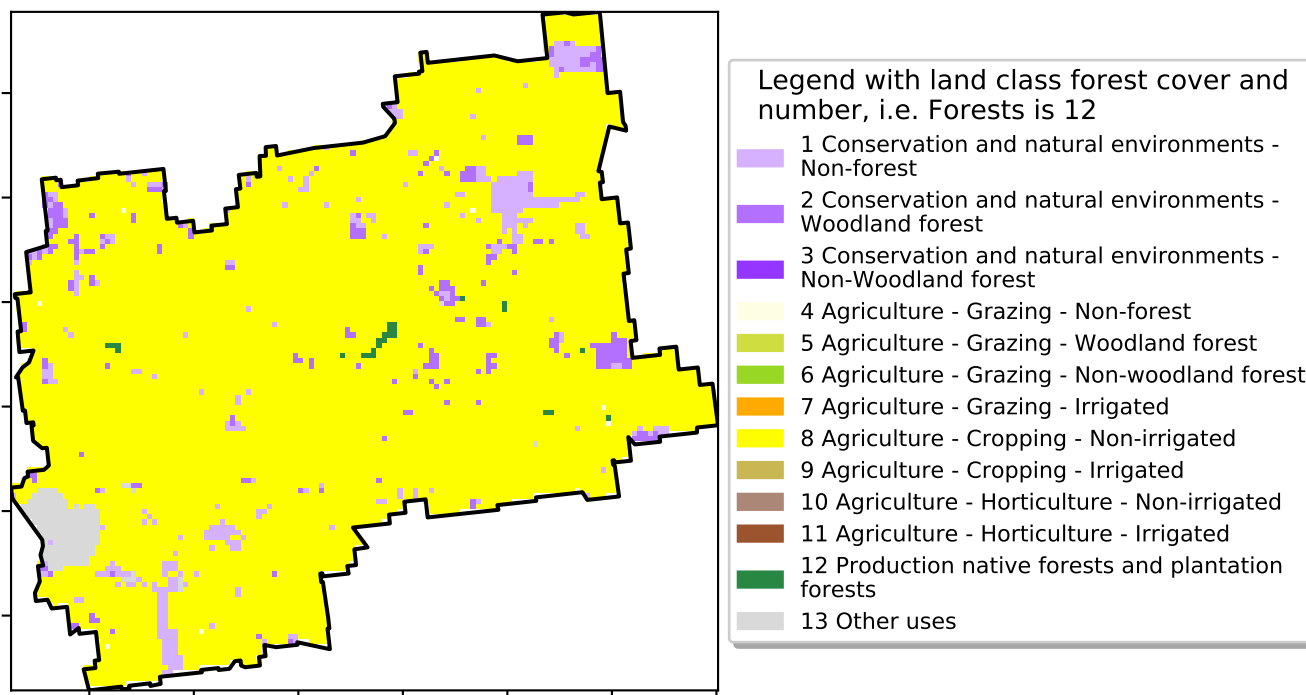 Legend with land class forest cover and
number, i.e. Forests is 12
1 Conservation and natural environments -
Non-forest
2 Conservation and natural environments -
Woodland forest
3 Conservation and natural environments -
Non-Woodland forest
4 Agriculture - Grazing - Non-forest
5 Agriculture - Grazing - Woodland forest
6 Agriculture - Grazing - Non-woodland forest
7 Agriculture - Grazing - Irrigated
8 Agriculture - Cropping - Non-irrigated
9 Agriculture - Cropping - Irrigated
10 Agriculture - Horticulture - Non-irrigated
11 Agriculture - Horticulture - Irrigated
12 Production native forests and plantation
forests
13 Other uses